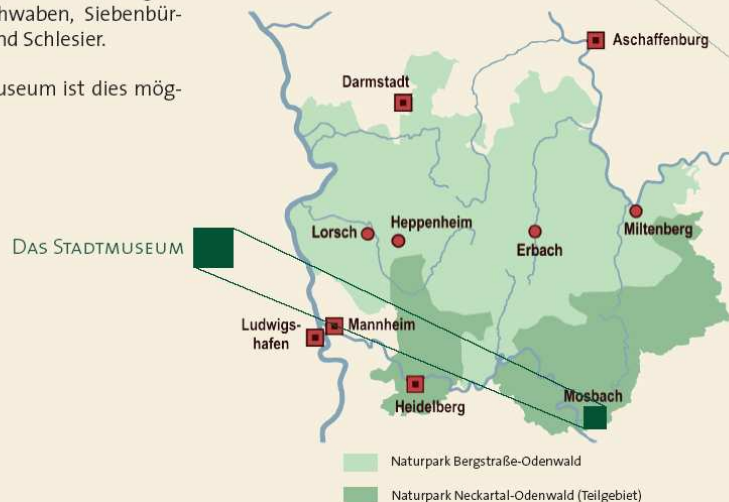 hwaben, Siebenbür-
nd Schlesier.
useum ist dies mög-
Aschaffenburg
Darmstadt
Lorsch
Heppenheim
Erbach
Miltenberg
DAS STADTMUSEUM
Ludwigs-
hafen
Mannheim
Heidelberg
Mosbach
Naturpark Bergstraße-Odenwald
Naturpark Neckartal-Odenwald (Teilgebiet)